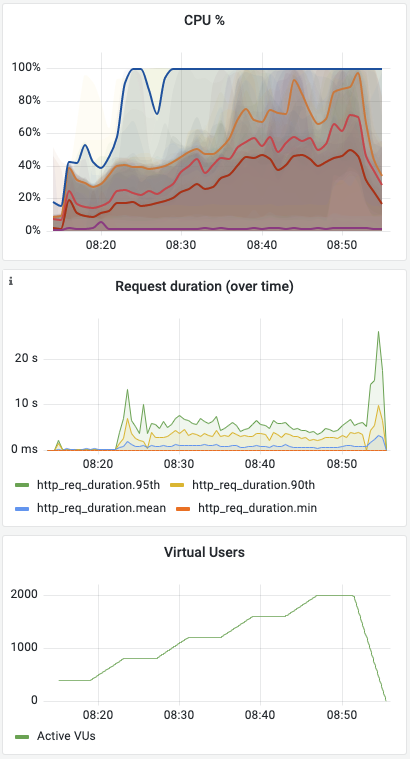 CPU %
100%
80%
60%
40%
20%
0%
08:20 08:30 08:40 08:50
i
Request duration (over time)
20 s
10 s
0 ms
08:20 08:30 08:40 08:50
http_req_duration.95th http_req_duration.90th
http_req_duration.mean http_req_duration.min
Virtual Users
2000
1000
0
08:20 08:30 08:40 08:50
Active VUs